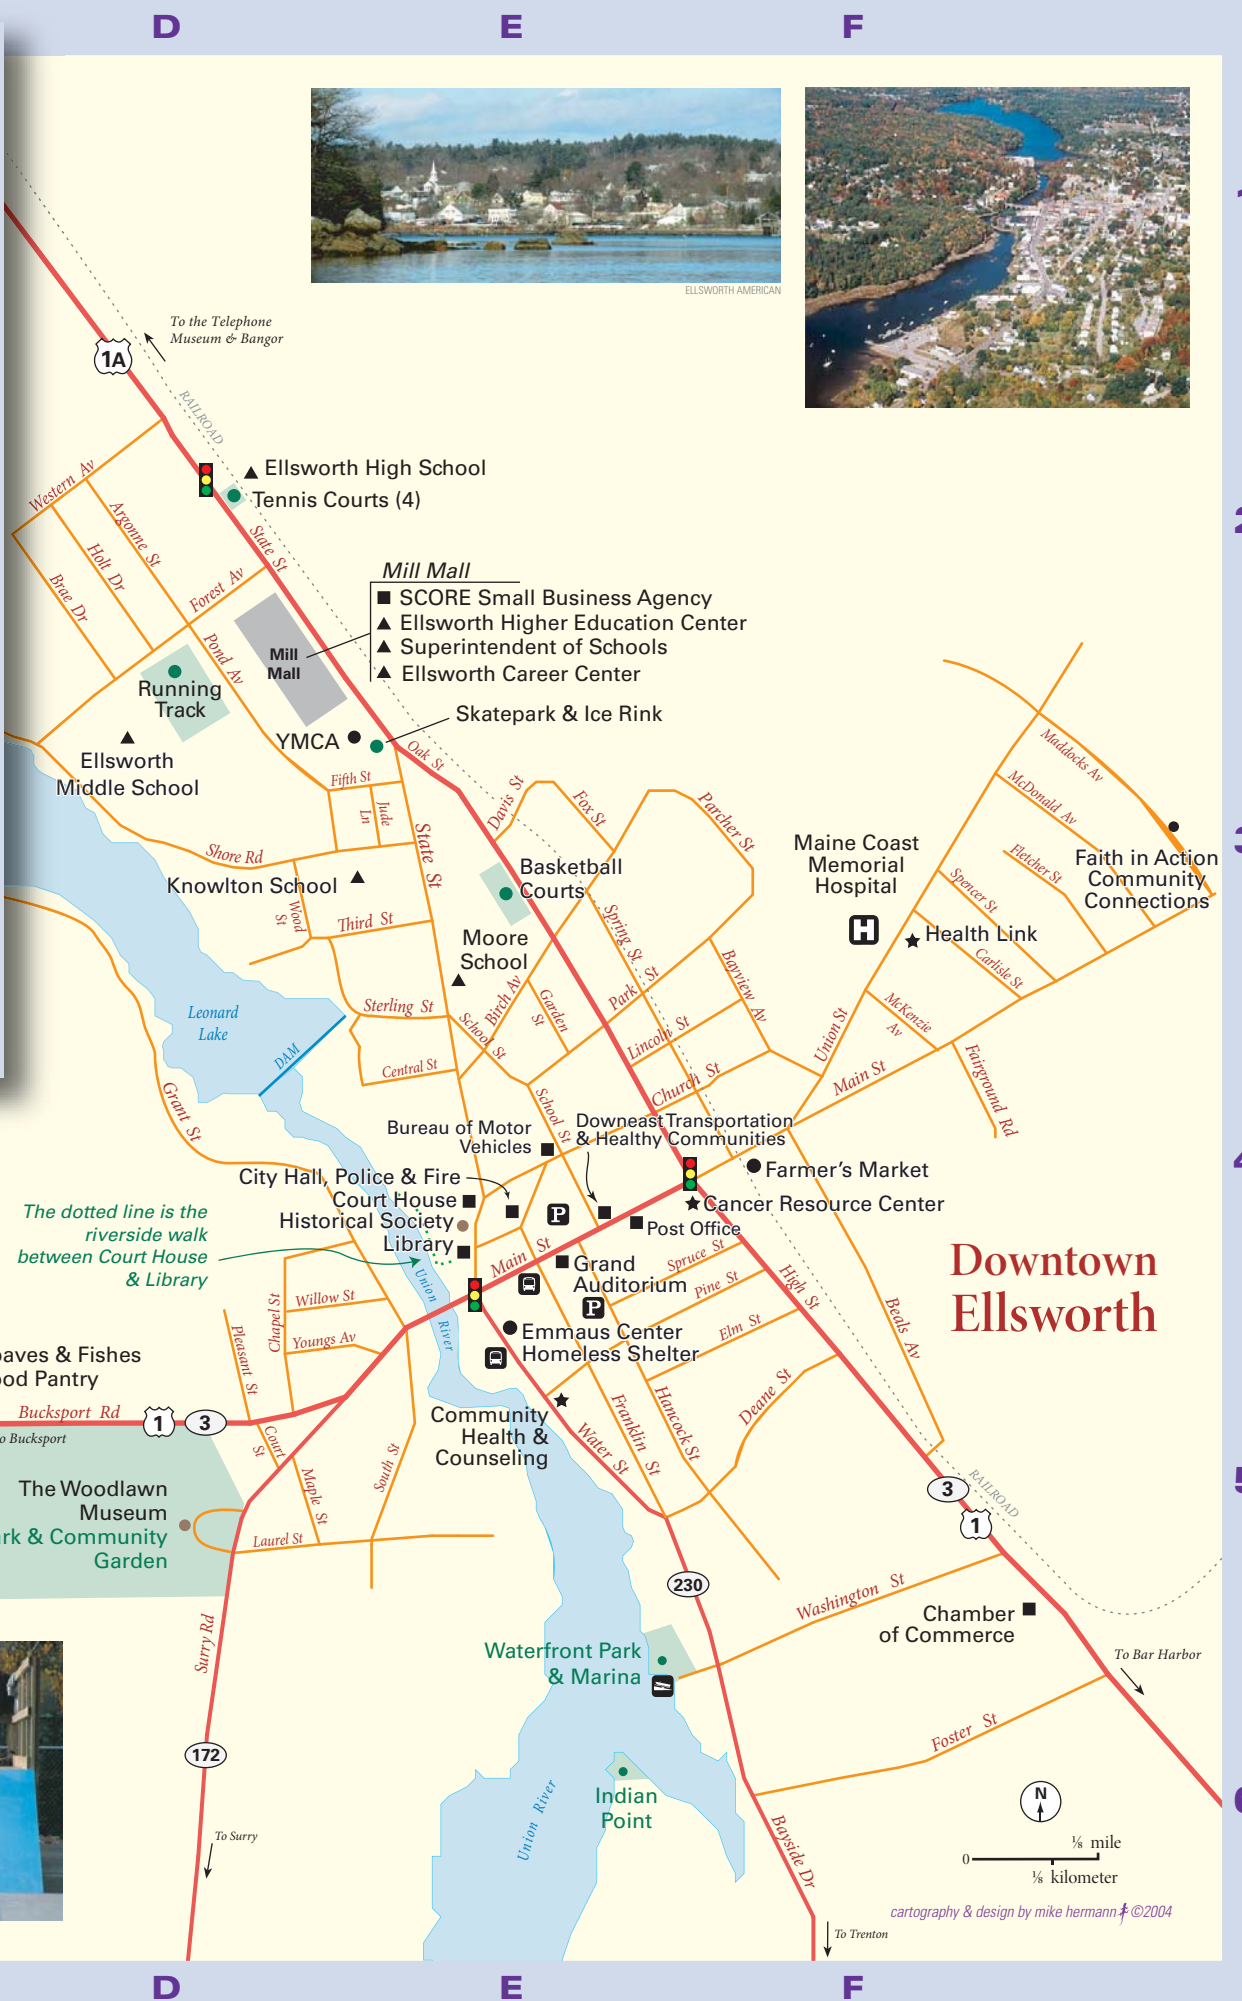 D
E
F
ELLSWORTH AMERICAN
To the Telephone
Museum & Bangor
1A
RAILROAD
Ellsworth High School
Tennis Courts (4)
Western Av
Argonne St
Holt Dr
Brae Dr
State St
Forest Av
Pond Av
Mill Mall
SCORE Small Business Agency
Ellsworth Higher Education Center
Superintendent of Schools
Ellsworth Career Center
Mill
Mall
Running
Track
Skatepark & Ice Rink
YMCA
Ellsworth
Middle School
Oak St
Fifth St
Jude
Ln
Davis St
Fox St
Parcher St
Maddocks Av
McDonald Av
Fletcher St
Spencer St
Carlisle St
Maine Coast
Memorial
Hospital
H
Health Link
Faith in Action
Community
Connections
Shore Rd
State St
Knowlton School
Basketball
Courts
Wood
St
Third St
Spring St
Moore
School
Bayview Av
Park St
Birch Av
Garden
St
Sterling St
School St
Lincoln St
McKenzie
Av
Union St
Leonard
Lake
DAM
Central St
Church St
Main St
Fairground Rd
Grant St
School St
Bureau of Motor
Vehicles
Downeast Transportation
& Healthy Communities
City Hall, Police & Fire
Court House
Historical Society
Library
Farmer's Market
Cancer Resource Center
Post Office
P
The dotted line is the
riverside walk
between Court House
& Library
Main St
Grand
Auditorium
P
Spruce St
Pine St
Elm St
High St
Downtown
Ellsworth
Union
River
Willow St
Chapel St
Youngs Av
Pleasant St
Emmaus Center
Homeless Shelter
Beals Av
oaves & Fishes
od Pantry
Bucksport Rd
1
3
o Bucksport
Community
Health &
Counseling
Franklin St
Hancock St
Deane St
Water St
Court
St
Maple St
South St
The Woodlawn
Museum
rk & Community
Garden
Laurel St
3
1
RAILROAD
230
Washington St
Chamber
of Commerce
Surry Rd
Waterfront Park
& Marina
To Bar Harbor
Foster St
172
Indian
Point
Union River
To Surry
Bayside Dr
N
1/8 mile
0
1/8 kilometer
cartography & design by mike hermann ©2004
To Trenton
D
E
F